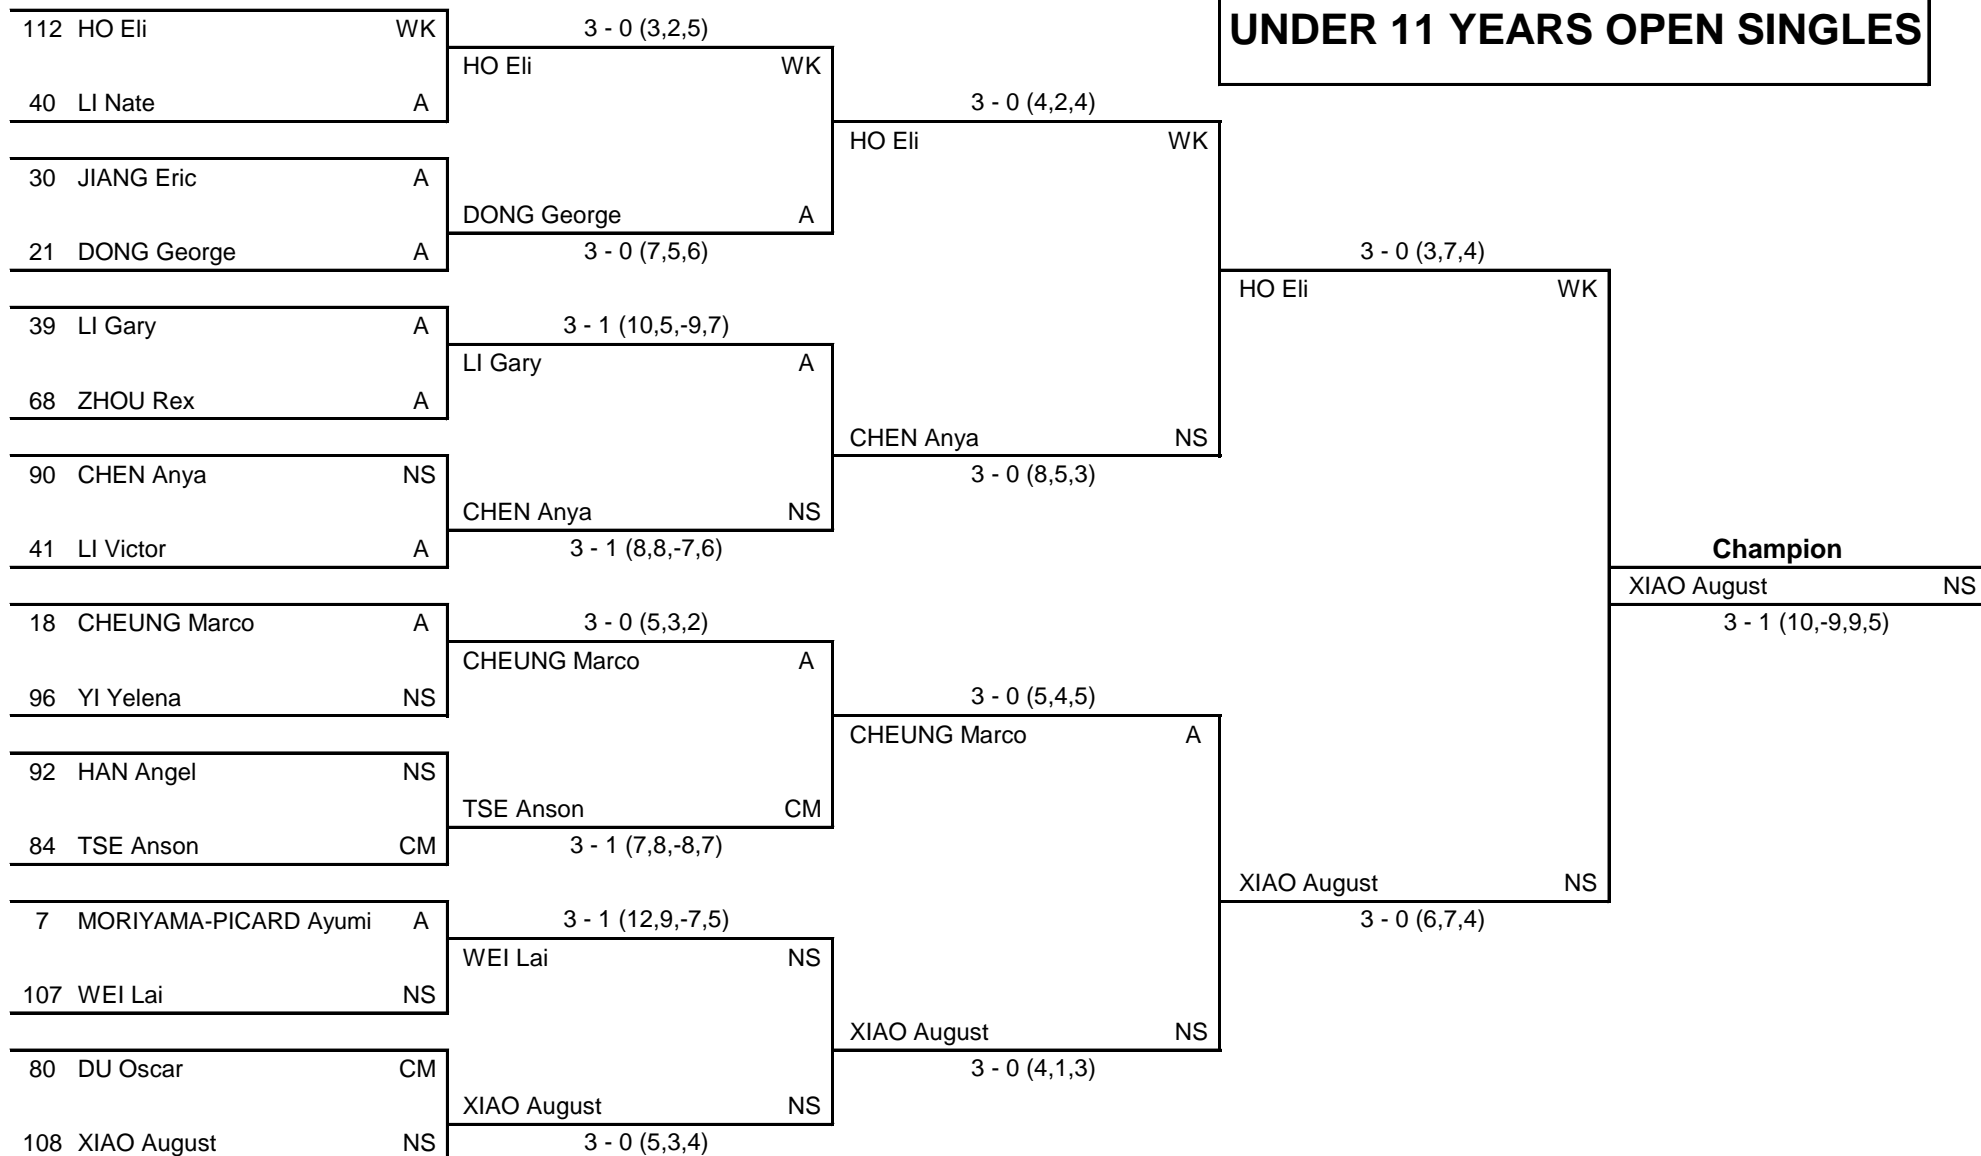 UNDER 11 YEARS OPEN SINGLES
112 HO Eli WK 3 - 0 (3,2,5)
HO Eli WK
40 LI Nate A 3 - 0 (4,2,4)
HO Eli WK
30 JIANG Eric A
DONG George A
21 DONG George A 3 - 0 (7,5,6) 3 - 0 (3,7,4)
HO Eli WK
39 LI Gary A 3 - 1 (10,5,-9,7)
LI Gary A
68 ZHOU Rex A
CHEN Anya NS
90 CHEN Anya NS 3 - 0 (8,5,3)
CHEN Anya NS
41 LI Victor A 3 - 1 (8,8,-7,6) Champion
XIAO August NS
18 CHEUNG Marco A 3 - 0 (5,3,2) 3 - 1 (10,-9,9,5)
CHEUNG Marco A
96 YI Yelena NS 3 - 0 (5,4,5)
CHEUNG Marco A
92 HAN Angel NS
TSE Anson CM
84 TSE Anson CM 3 - 1 (7,8,-8,7)
XIAO August NS
7 MORIYAMA-PICARD Ayumi A 3 - 1 (12,9,-7,5) 3 - 0 (6,7,4)
WEI Lai NS
107 WEI Lai NS
XIAO August NS
80 DU Oscar CM 3 - 0 (4,1,3)
XIAO August NS
108 XIAO August NS 3 - 0 (5,3,4)